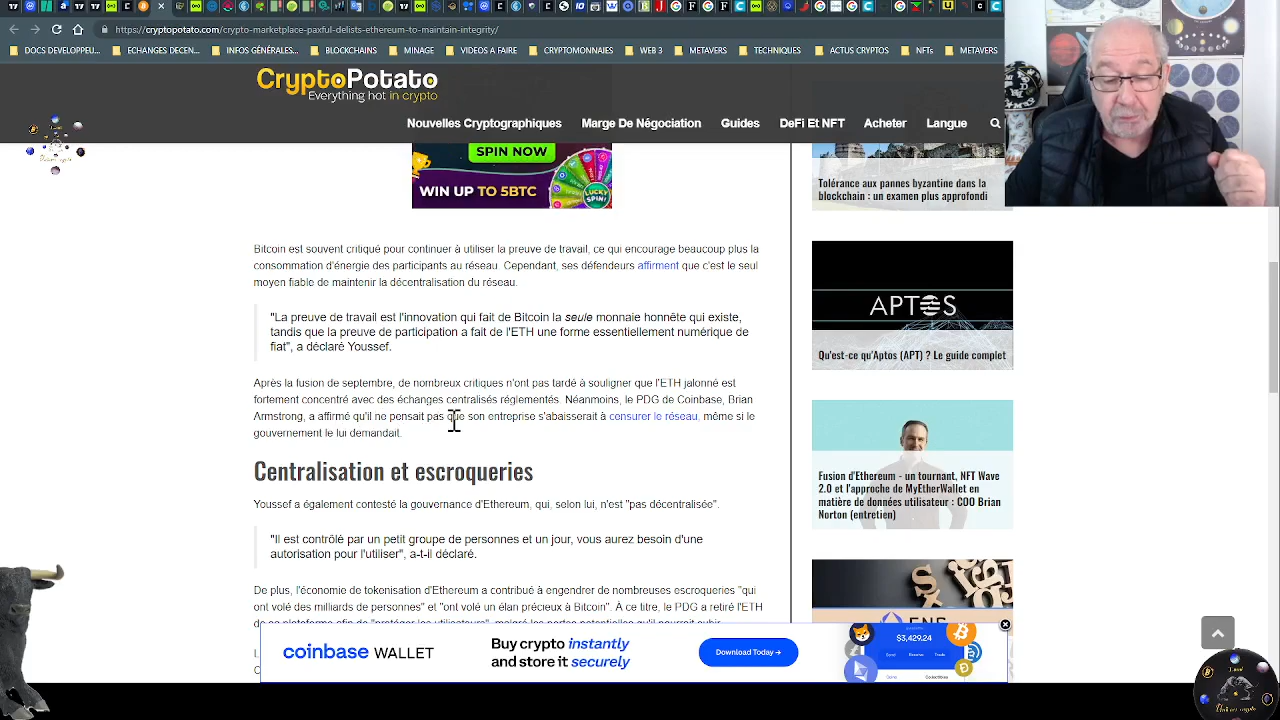 https://cryptopotato.com/crypto-marketplace-paxful-axes-ethereum-to-maintain-integrity/
DOCS DEVELOPPEU...
ECHANGES DECEN...
INFOS GÉNÉRALES...
BLOCKCHAINS
MINAGE
VIDEO A FAIRE
CRYPTOMONNAIES
WEB 3
METAVERS
TECHNIQUES
ACTUS CRYPTOS
NFTs
METAVERS
CryptoPotato
Everything hot in crypto
Nouvelles Cryptographiques
Marge De Négociation
Guides
DeFi Et NFT
Acheter
Langue
SPIN NOW
WIN UP TO 5BTC
LUCKY
SPIN!
Bitcoin est souvent critiqué pour continuer à utiliser la preuve de travail, ce qui encourage beaucoup plus la
consommation d'énergie des participants au réseau. Cependant, ses défendeurs affirment que c'est le seul
moyen fiable de maintenir la décentralisation du réseau.
"La preuve de travail est l'innovation qui fait de Bitcoin la seule monnaie honnête qui existe,
tandis que la preuve de participation a fait de l'ETH une forme essentiellement numérique de
fiat", a déclaré Youssef.
Après la fusion de septembre, de nombreux critiques n'ont pas tardé à souligner que l'ETH jalonné est
fortement concentré avec des échanges centralisés réglementés. Néanmoins, le PDG de Coinbase, Brian
Armstrong, a affirmé qu'il ne pensait pas que son entreprise s'abaisserait à censurer le réseau, même si le
gouvernement le lui demandait.
Centralisation et escroqueries
Youssef a également contesté la gouvernance d'Ethereum, qui, selon lui, n'est "pas décentralisée".
"Il est contrôlé par un petit groupe de personnes et un jour, vous aurez besoin d'une
autorisation pour l'utiliser", a-t-il déclaré.
De plus, l'économie de tokenisation d'Ethereum a contribué à engendrer de nombreuses escroqueries "qui
ont volé des milliards de personnes" et "ont volé un élan précieux à Bitcoin". À ce titre, le PDG a retiré l'ETH
Tolérance aux pannes byzantine dans la
blockchain : un examen plus approfondi
APTOS
Qu'est-ce qu'Aptos (APT) ? Le guide complet
Fusion d'Ethereum - un tournant, NFT Wave
2.0 et l'approche de MyEtherWallet en
matière de données utilisateur : COO Brian
Norton (entretien)
ENS
coinbase WALLET
Buy crypto instantly
and store it securely
Download Today →
$3,429.24